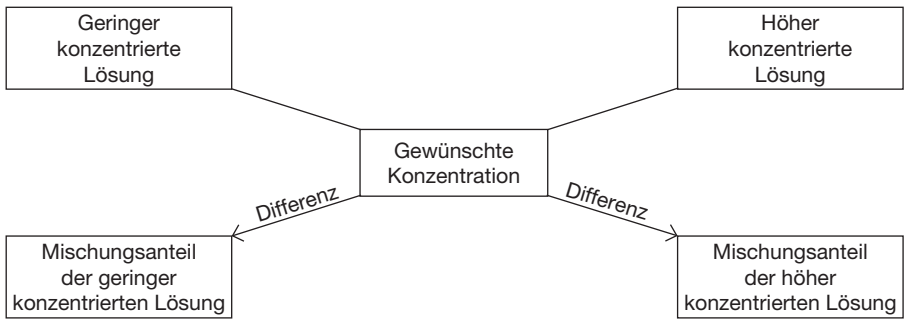 Geringer
konzentrierte
Lösung
Höher
konzentrierte
Lösung
Gewünschte
Konzentration
Differenz
Differenz
Mischungsanteil
der geringer
konzentrierten Lösung
Mischungsanteil
der höher
konzentrierten Lösung